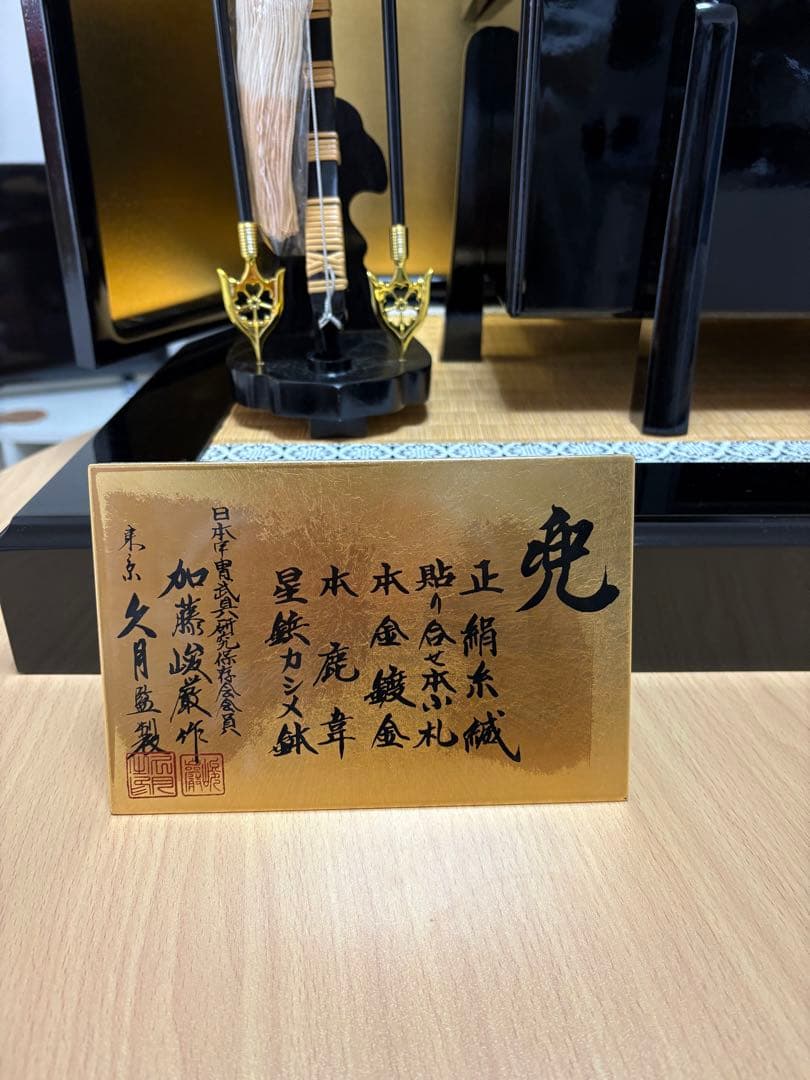 兜
正絹糸縅
貼り合せ本小札
本金鍍金
本鹿韋
星鋲カシメ鉢
日本甲冑武具研究保存会会員
加藤峻厳作
東京久月監製